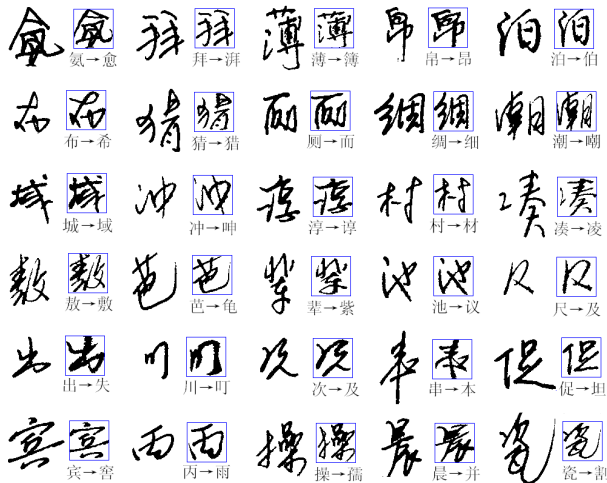 氨→愈 拜→湃 薄→簿 帛→昂 泊→伯
布→希 猜→猎 厕→而 绸→细 潮→嘲
城→域 冲→呻 淳→谆 村→材 凑→凌
敖→敷 芭→龟 辈→紫 池→议 尺→及
出→失 川→叮 次→及 串→本 促→坦
宾→窖 丙→雨 操→孺 晨→并 瓷→割